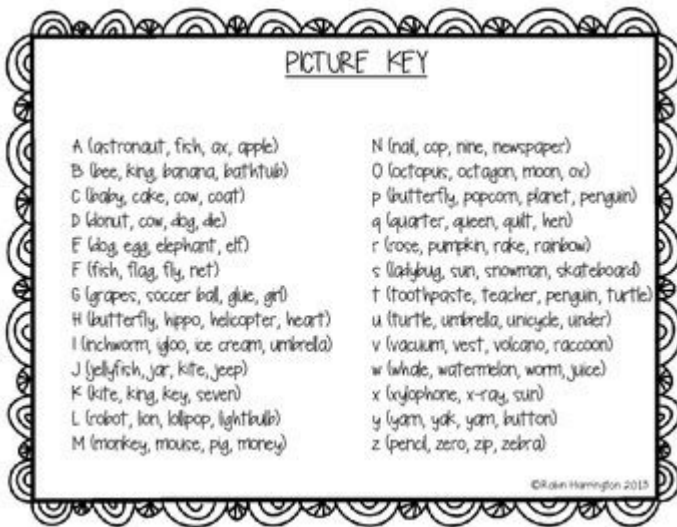 PICTURE KEY
A (astronaut, fish, ax, apple)
B (bee, king, banana, bathtub)
C (baby, cake, cow, coat)
D (donut, cow, dog, die)
E (dog, egg, elephant, elf)
F (fish, flag, fly, net)
G (grapes, soccer ball, glue, girl)
H (butterfly, hippo, helicopter, heart)
I (inchworm, igloo, ice cream, umbrella)
J (jellyfish, jar, kite, jeep)
K (kite, king, key, seven)
L (robot, lion, lollipop, lightbulb)
M (monkey, mouse, pig, money)
N (nail, cop, nine, newspaper)
O (octopus, octagon, moon, ox)
p (butterfly, popcorn, planet, penguin)
q (quarter, queen, quilt, hen)
r (rose, pumpkin, rake, rainbow)
s (ladybug, sun, snowman, skateboard)
t (toothpaste, teacher, penguin, turtle)
u (turtle, umbrella, unicycle, under)
v (vacuum, vest, volcano, raccoon)
w (whale, watermelon, worm, juice)
x (xylophone, x-ray, sun)
y (yarn, yak, yam, button)
z (pencil, zero, zip, zebra)
©Robin Harrington 2013